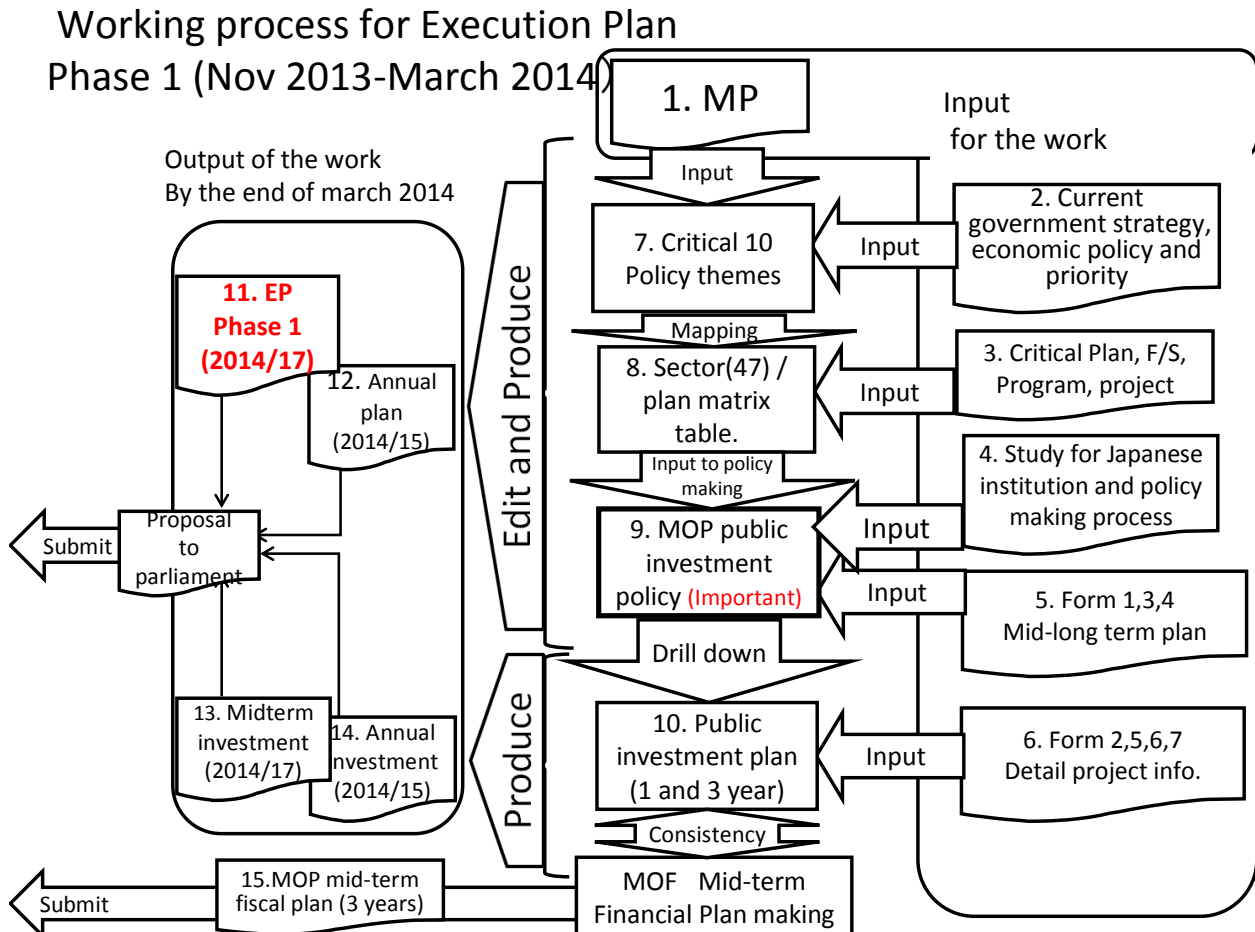 Working process for Execution Plan
Phase 1 (Nov 2013-March 2014)
1. MP
Input
for the work
Output of the work
By the end of march 2014
Input
2. Current
government strategy,
economic policy and
priority
Input
7. Critical 10
Policy themes
11. EP
Phase 1
(2014/17)
Mapping
3. Critical Plan, F/S,
Program, project
Input
8. Sector(47) /
plan matrix
table.
12. Annual
plan
(2014/15)
Edit and Produce
Input to policy
making
4. Study for Japanese
institution and policy
making process
Input
Submit
Proposal
to
parliament
9. MOP public
investment
policy (Important)
Input
5. Form 1,3,4
Mid-long term plan
Drill down
13. Midterm
investment
(2014/17)
14. Annual
investment
(2014/15)
Produce
10. Public
investment plan
(1 and 3 year)
Input
6. Form 2,5,6,7
Detail project info.
Consistency
Submit
15.MOP mid-term
fiscal plan (3 years)
MOF Mid-term
Financial Plan making